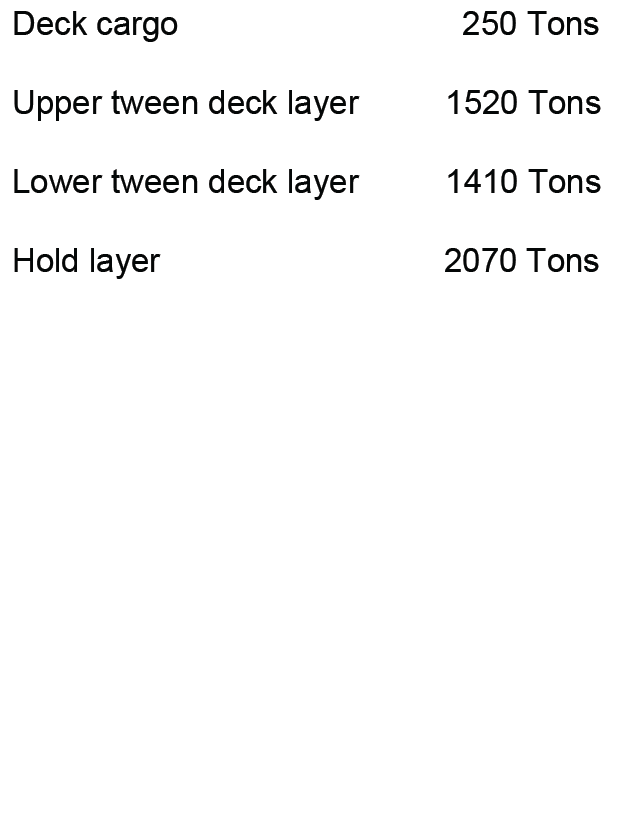 Deck cargo 250 Tons
Upper tween deck layer 1520 Tons
Lower tween deck layer 1410 Tons
Hold layer 2070 Tons